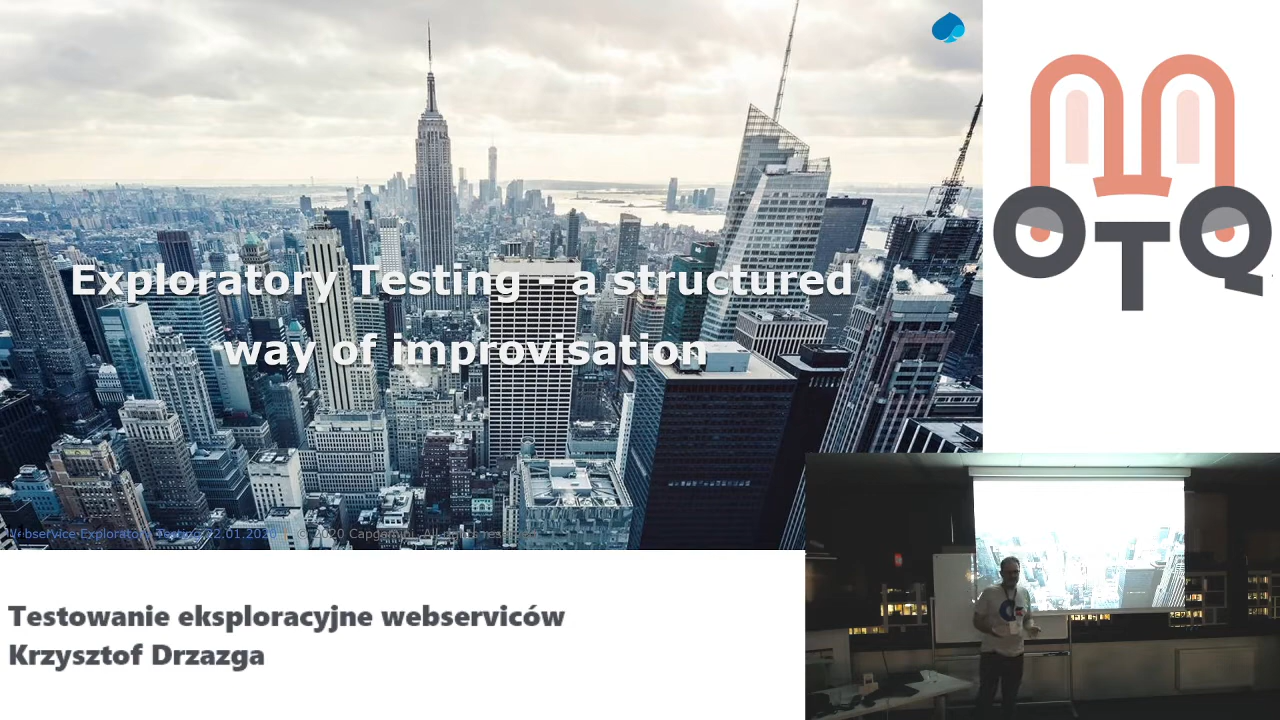 Exploratory Testing - a structured
way of improvisation
Webservice Exploratory Testing 22.01.2020 | © 2020 Capgemini. All rights reserved.
OTQ
Testowanie eksploracyjne webserviców
Krzysztof Drzazga